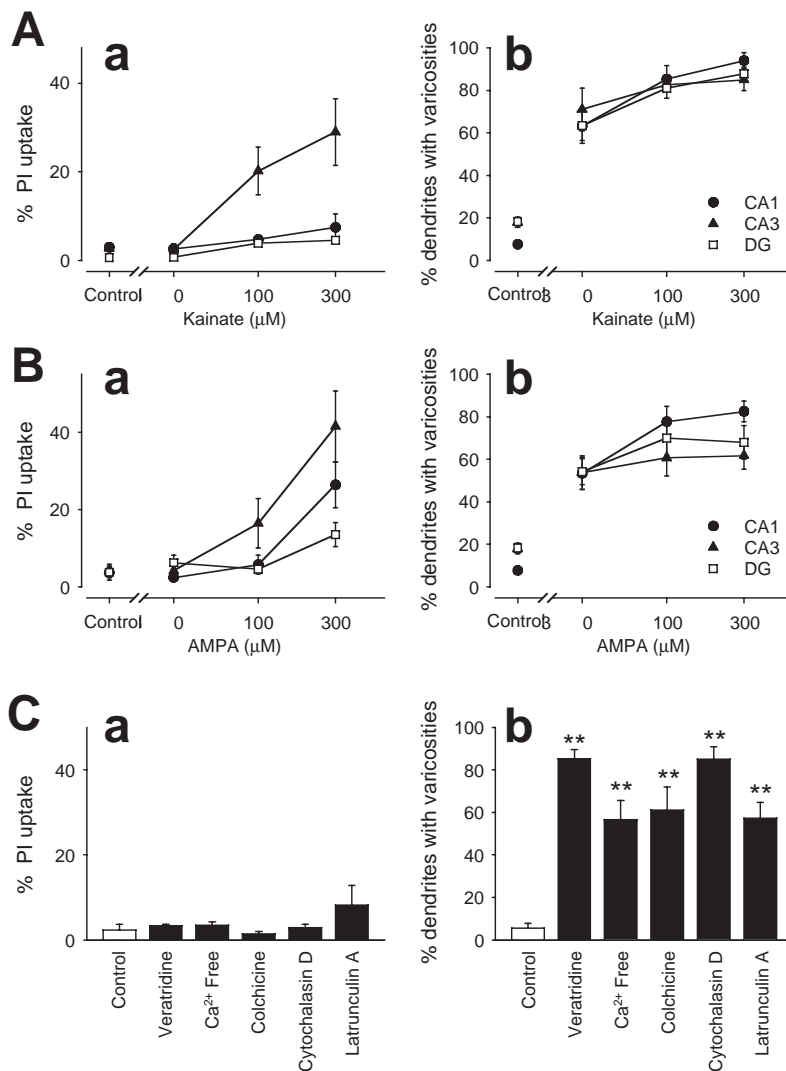 A
a
% PI uptake
40
20
0
Control
0
100
300
Kainate (μM)
b
% dendrites with varicosities
100
80
60
40
20
0
CA1
CA3
DG
Control
3
0
100
300
Kainate (μM)
B
a
% PI uptake
40
20
0
Control
0
100
300
AMPA (μM)
b
% dendrites with varicosities
100
80
60
40
20
0
CA1
CA3
DG
Control
3
0
100
300
AMPA (μM)
C
a
% PI uptake
40
20
0
Control
Veratridine
Ca2+ Free
Colchicine
Cytochalasin D
Latrunculin A
b
% dendrites with varicosities
100
80
60
40
20
0
**
**
**
**
**
Control
Veratridine
Ca2+ Free
Colchicine
Cytochalasin D
Latrunculin A